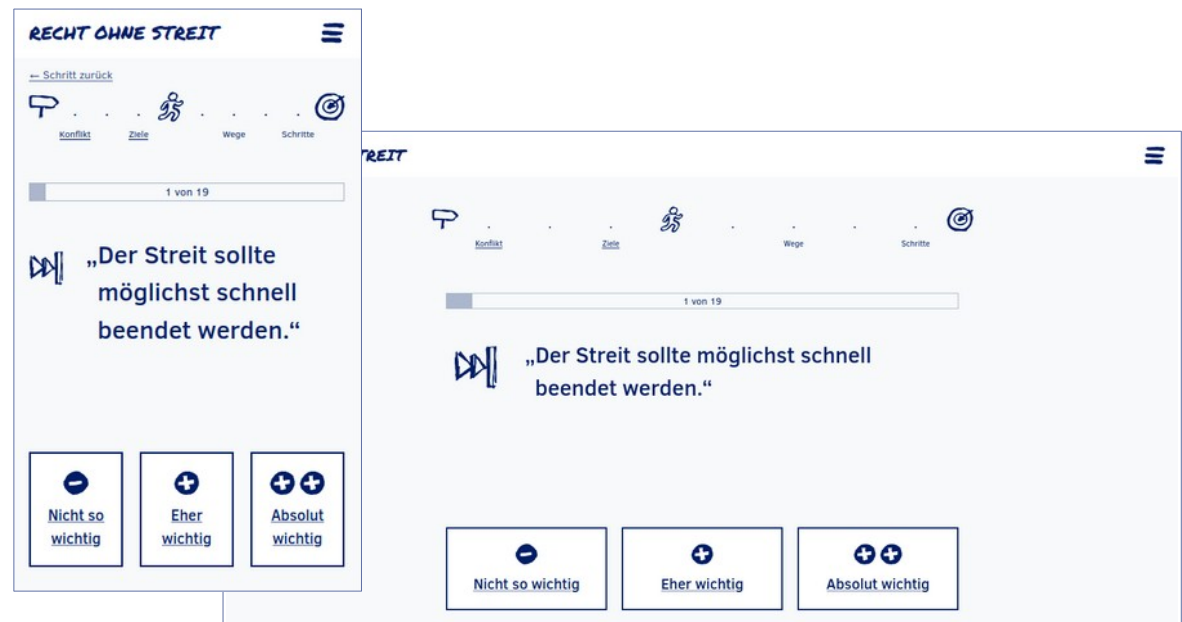 RECHT OHNE STREIT
← Schritt zurück
Konflikt Ziele Wege Schritte
1 von 19
„Der Streit sollte
möglichst schnell
beendet werden.“
Nicht so
wichtig
Eher
wichtig
Absolut
wichtig
TREIT
Konflikt Ziele Wege Schritte
1 von 19
„Der Streit sollte möglichst schnell
beendet werden.“
Nicht so wichtig
Eher wichtig
Absolut wichtig